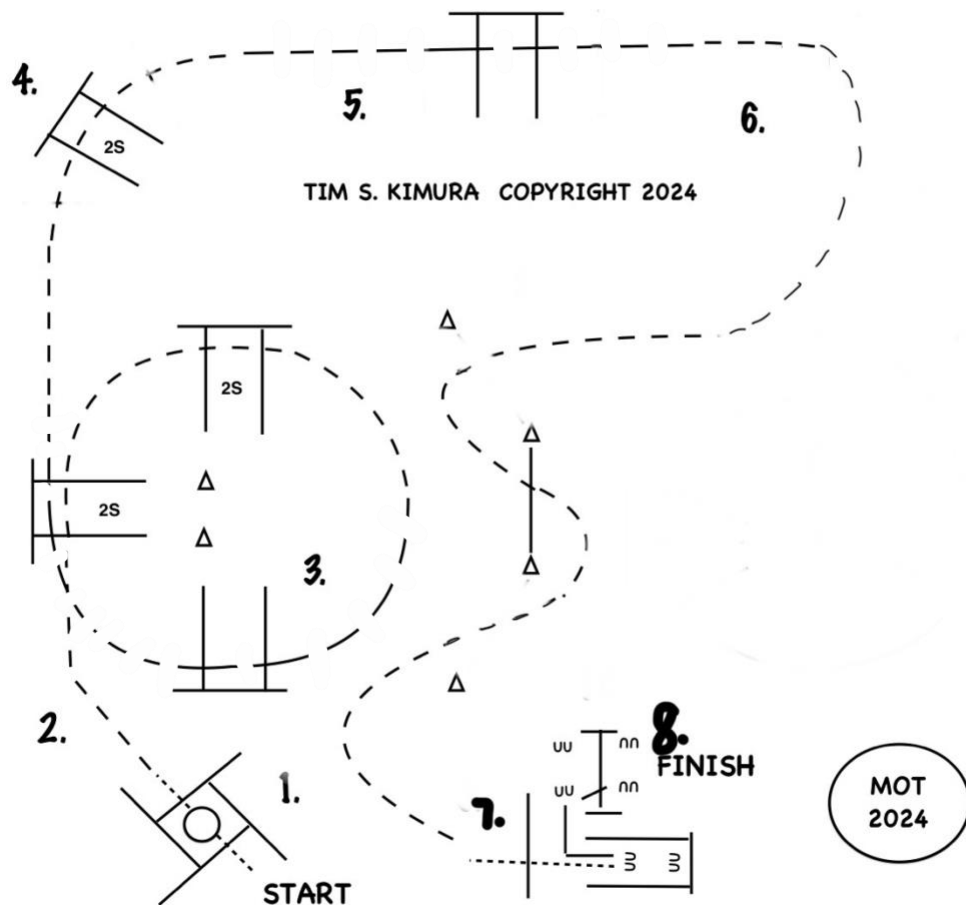 4.
2S
5.
6.
TIM S. KIMURA COPYRIGHT 2024
2S
2S
3.
2.
1.
START
7.
8.
FINISH
MOT
2024